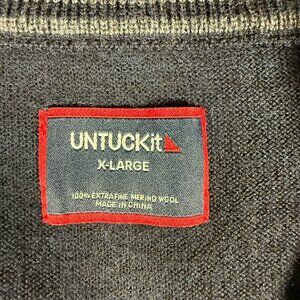 UNTUCKit
X-LARGE
100% EXTRAFINE MERINO WOOL
MADE IN CHINA